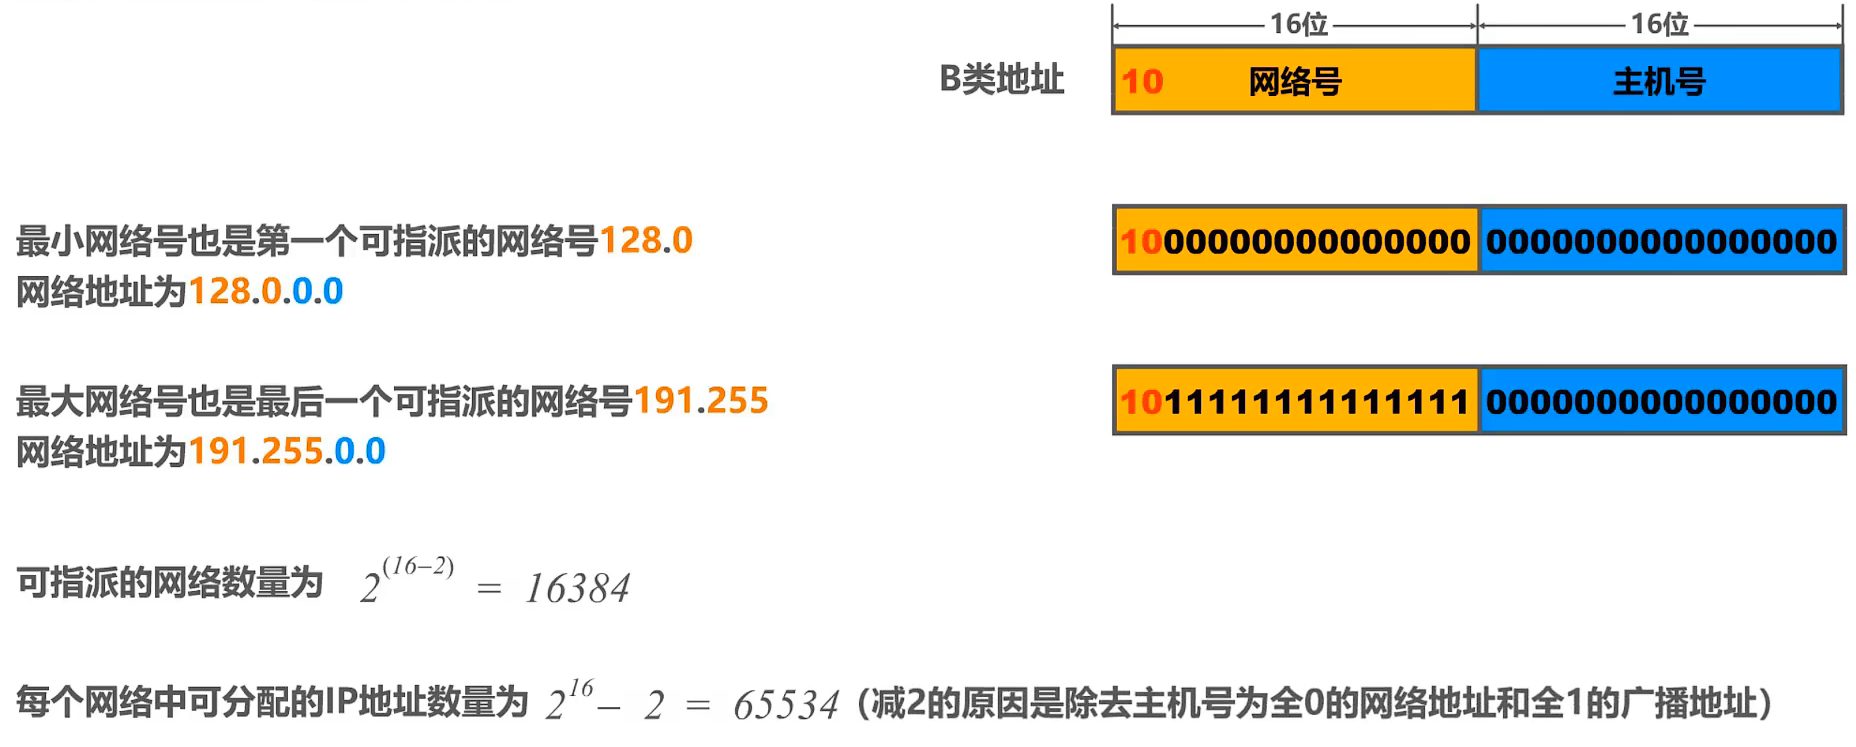 16位 16位
B类地址 10 网络号 主机号
最小网络号也是第一个可指派的网络号128.0
网络地址为128.0.0.0
1000000000000000 0000000000000000
最大网络号也是最后一个可指派的网络号191.255
网络地址为191.255.0.0
1011111111111111 0000000000000000
可指派的网络数量为 2^(16–2) = 16384
每个网络中可分配的IP地址数量为 2^16 – 2 = 65534（减2的原因是除去主机号为全0的网络地址和全1的广播地址）